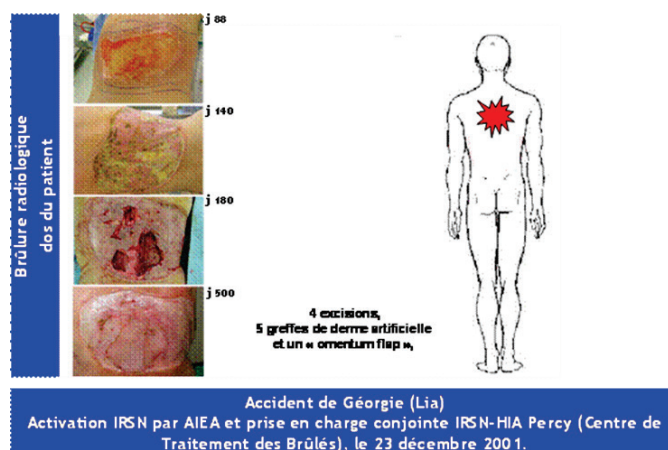 Brûlure radiologique
dos du patient
j 88
j 140
j 180
j 500
4 excisions,
5 greffes de derme artificielle
et un « omentum flap »,
Accident de Géorgie (Lia)
Activation IRSN par AIEA et prise en charge conjointe IRSN-HIA Percy (Centre de
Traitement des Brûlés), le 23 décembre 2001.